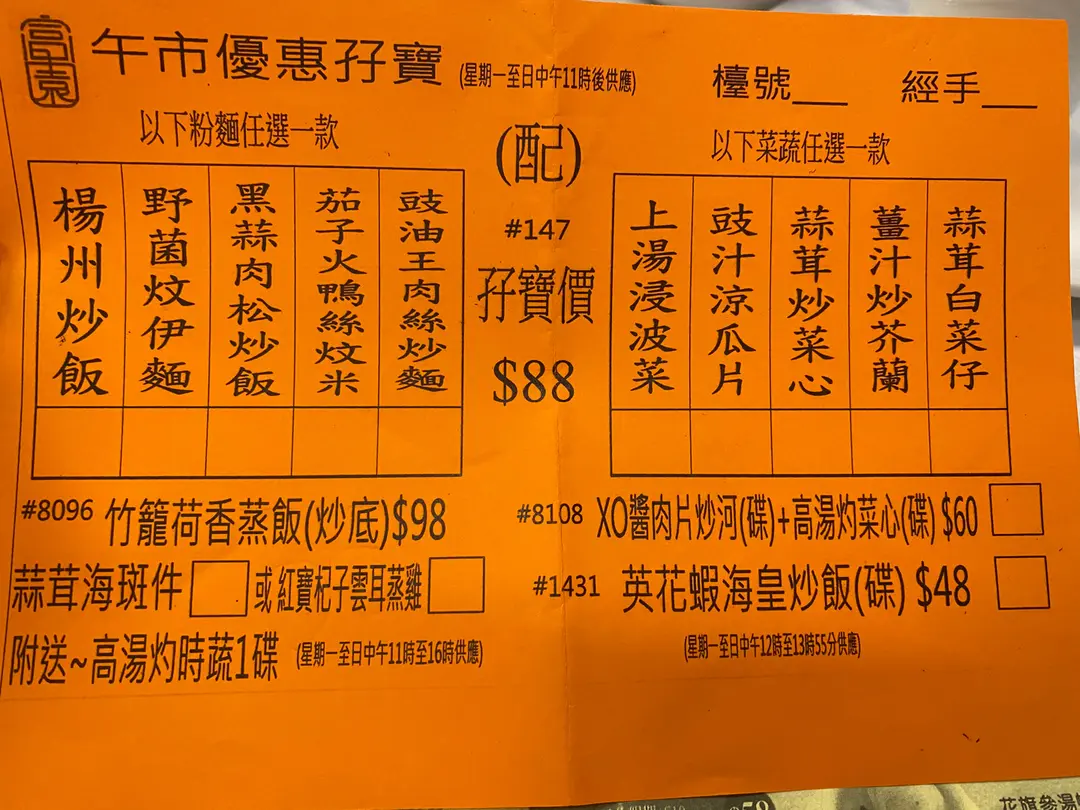 富園
午市優惠孖寶 (星期一至日中午11時後供應) 檯號___ 經手___
以下粉麵任選一款
楊州炒飯
野菌炆伊麵
黑蒜肉松炒飯
茄子火鴨絲炆米
豉油王肉絲炒麵
(配)
#147
孖寶價
$88
以下菜蔬任選一款
上湯浸波菜
豉汁涼瓜片
蒜茸炒菜心
薑汁炒芥蘭
蒜茸白菜仔
#8096 竹籠荷香蒸飯(炒底)$98
蒜茸海斑件 或 紅寶杞子雲耳蒸雞
附送~高湯灼時蔬1碟 (星期一至日中午11時至16時供應)
#8108 XO醬肉片炒河(碟)+高湯灼菜心(碟) $60
#1431 英花蝦海皇炒飯(碟) $48
(星期一至日中午12時至13時55分供應)
花旗參湯